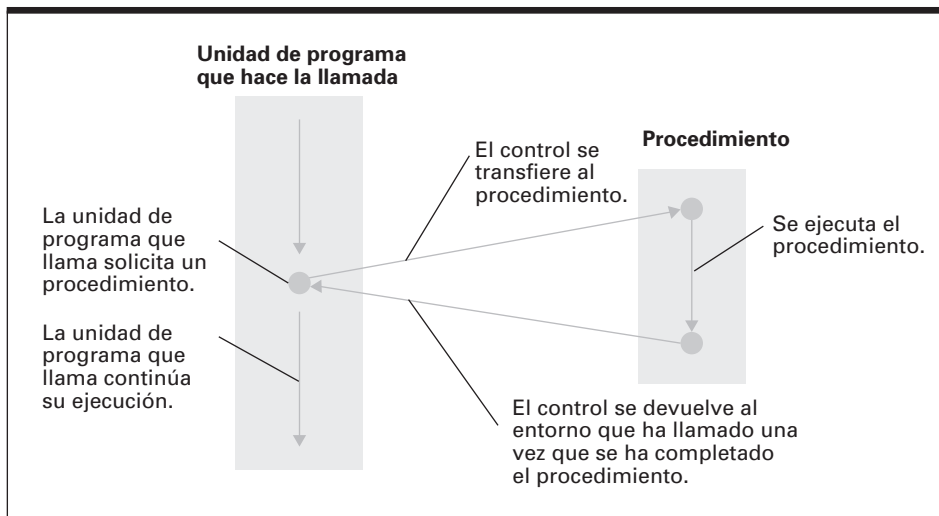 Unidad de programa
que hace la llamada
Procedimiento
El control se
transfiere al
procedimiento.
La unidad de
programa que
llama solicita un
procedimiento.
Se ejecuta el
procedimiento.
La unidad de
programa que
llama continúa
su ejecución.
El control se devuelve al
entorno que ha llamado una
vez que se ha completado
el procedimiento.